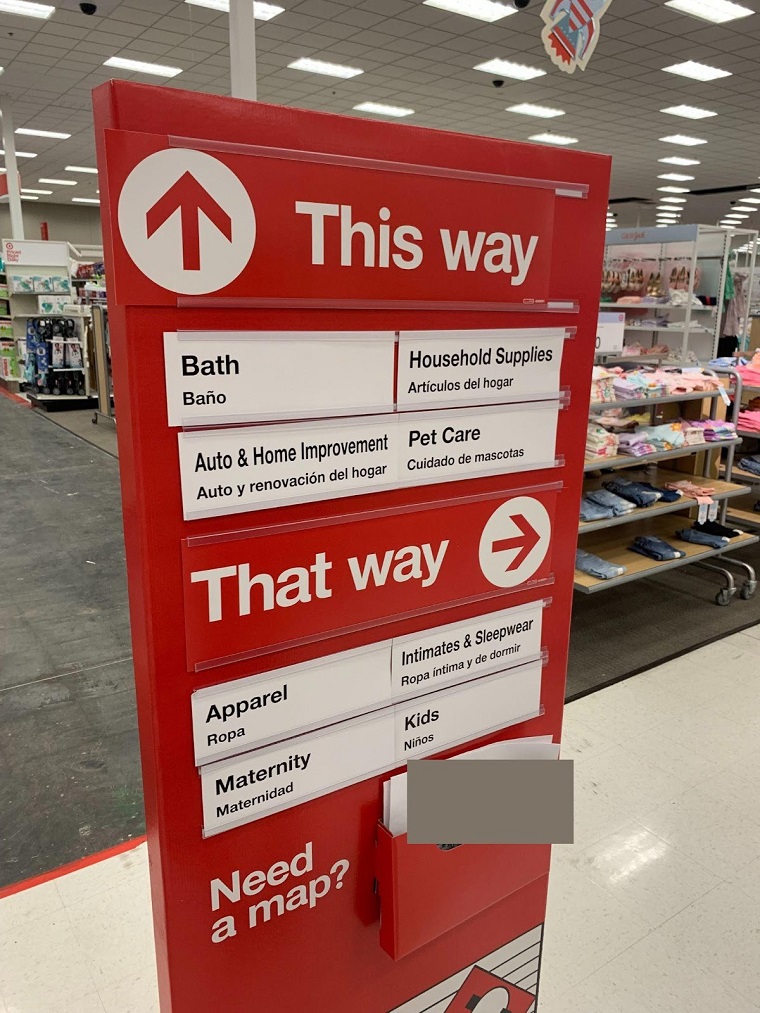 This way
Bath
Baño
Household Supplies
Artículos del hogar
Auto & Home Improvement
Auto y renovación del hogar
Pet Care
Cuidado de mascotas
That way
Apparel
Ropa
Intimates & Sleepwear
Ropa íntima y de dormir
Maternity
Maternidad
Kids
Niños
Need
a map?